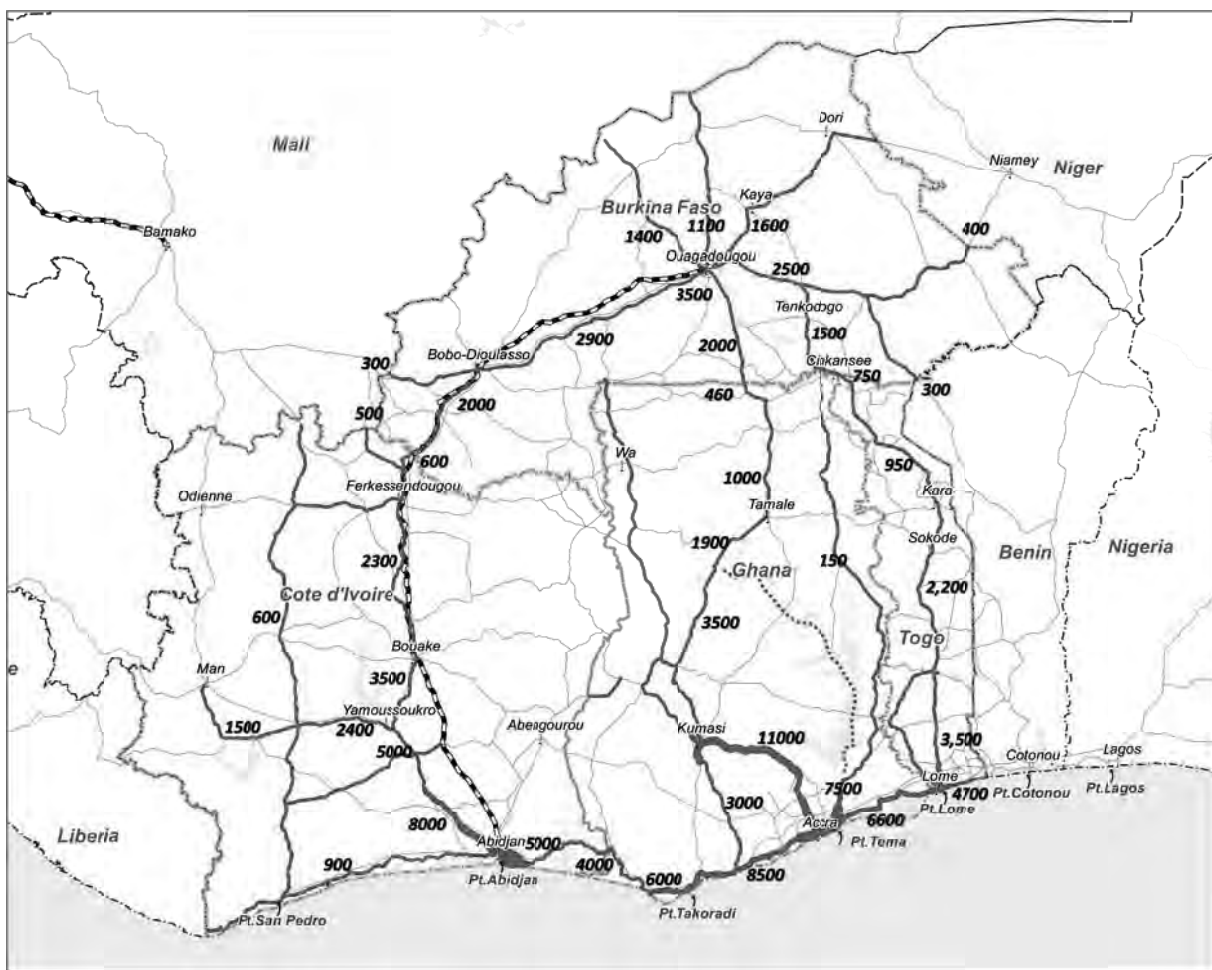 Dori
Mali
Niamey
Niger
Kaya
Burkina Faso
1100
1600
400
Bamako
1400
Ouagadougou
2500
3500
Tenkodogo
1500
2900
2000
Bobo-Dioulasso
300
Cinkansee
750
300
460
2000
500
Wa
600
950
1000
Ferkessendougou
Odienne
Kara
Tamale
Sokode
1900
Benin
Nigeria
2300
150
Ghana
Cote d'Ivoire
2,200
600
3500
Togo
Bouake
Man
e
3500
Yamoussoukro
Abengourou
Kumasi
1500
2400
11000
3,500
5000
Cotonou
Lagos
Lome
Pt.Cotonou
Pt.Lagos
7500
4700
3000
Pt.Lome
8000
Accra
6600
Liberia
Abidjan
5000
Pt.Tema
900
4000
8500
Pt.Abidjan
6000
Pt.San Pedro
Pt.Takoradi